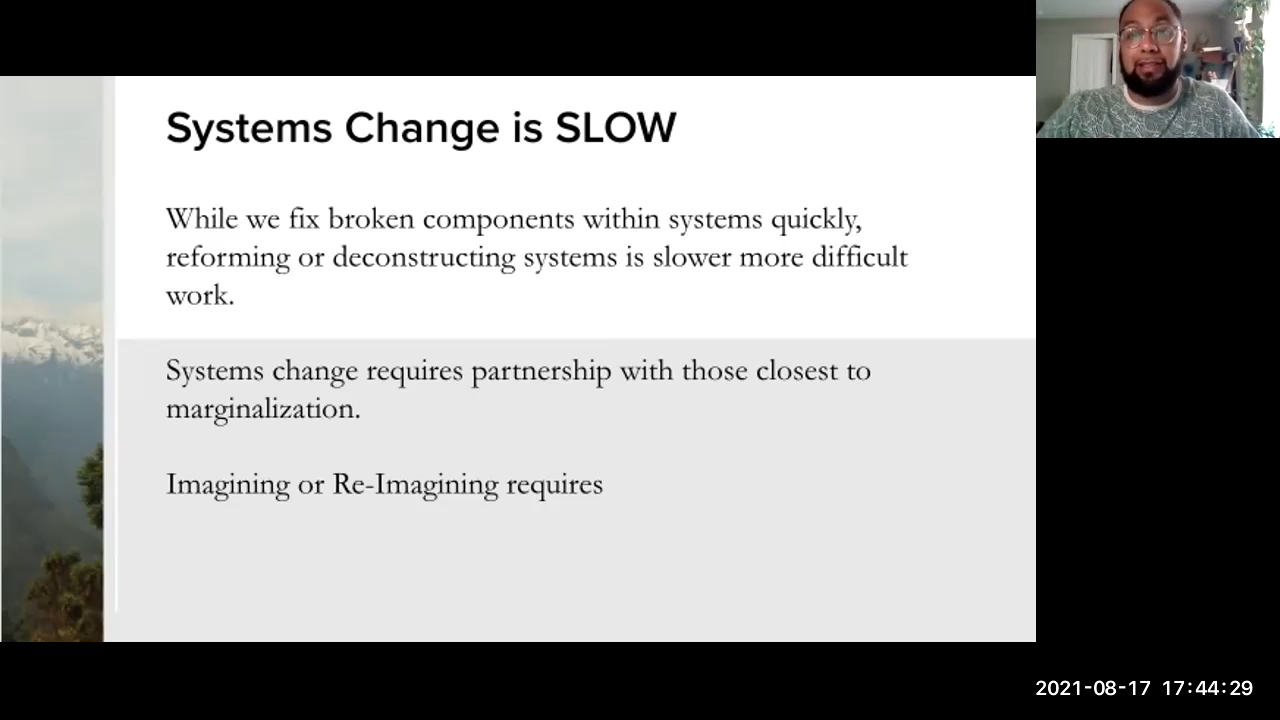 Systems Change is SLOW
While we fix broken components within systems quickly,
reforming or deconstructing systems is slower more difficult
work.
Systems change requires partnership with those closest to
marginalization.
Imagining or Re-Imagining requires
2021-08-17 17:44:29